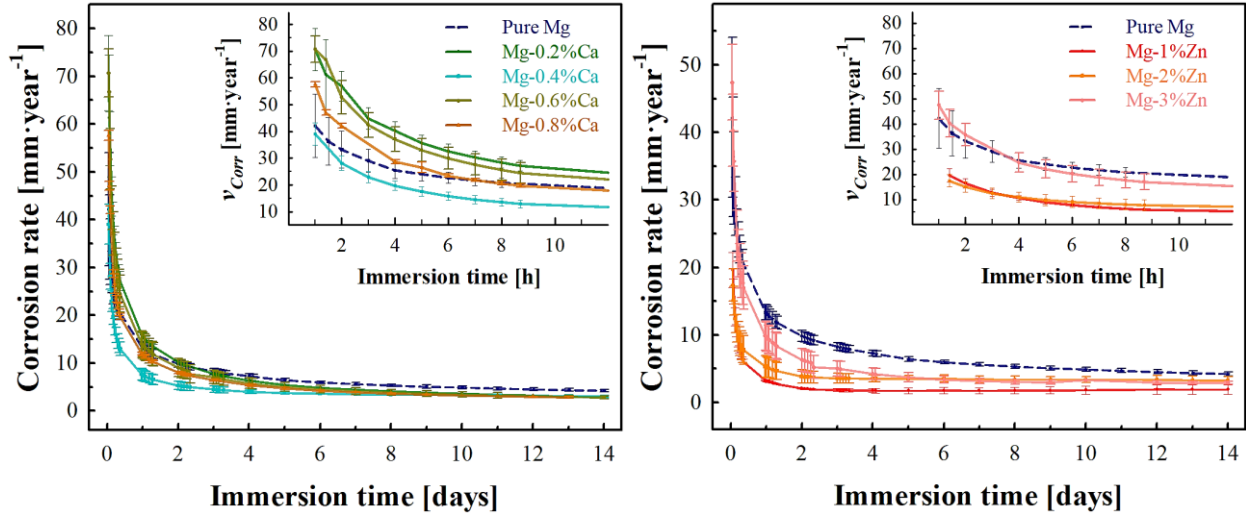 Corrosion rate [mm·year⁻¹]
80
70
60
50
40
30
20
10
0
0 2 4 6 8 10 12 14
Immersion time [days]
v_Corr [mm·year⁻¹]
80
70
60
50
40
30
20
10
2 4 6 8 10
Immersion time [h]
Pure Mg
Mg-0.2%Ca
Mg-0.4%Ca
Mg-0.6%Ca
Mg-0.8%Ca
Corrosion rate [mm·year⁻¹]
50
40
30
20
10
0
0 2 4 6 8 10 12 14
Immersion time [days]
v_Corr [mm·year⁻¹]
80
70
60
50
40
30
20
10
2 4 6 8 10
Immersion time [h]
Pure Mg
Mg-1%Zn
Mg-2%Zn
Mg-3%Zn